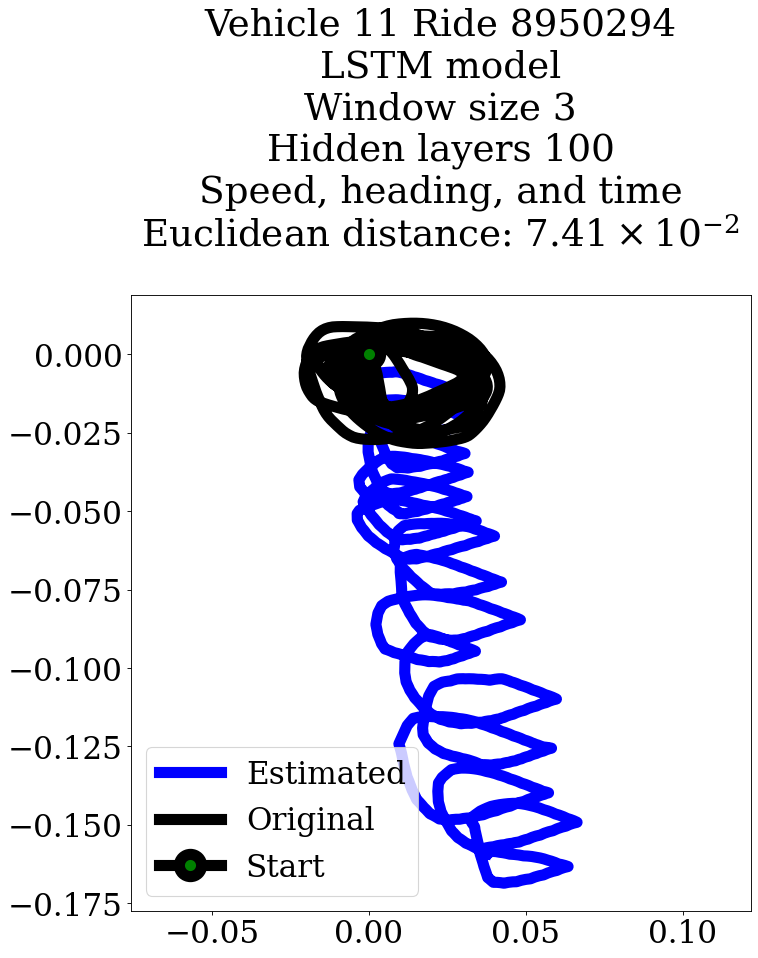 Vehicle 11 Ride 8950294
LSTM model
Window size 3
Hidden layers 100
Speed, heading, and time
Euclidean distance: 7.41 × 10⁻²
0.000
−0.025
−0.050
−0.075
−0.100
−0.125
−0.150
−0.175
Estimated
Original
Start
−0.05
0.00
0.05
0.10